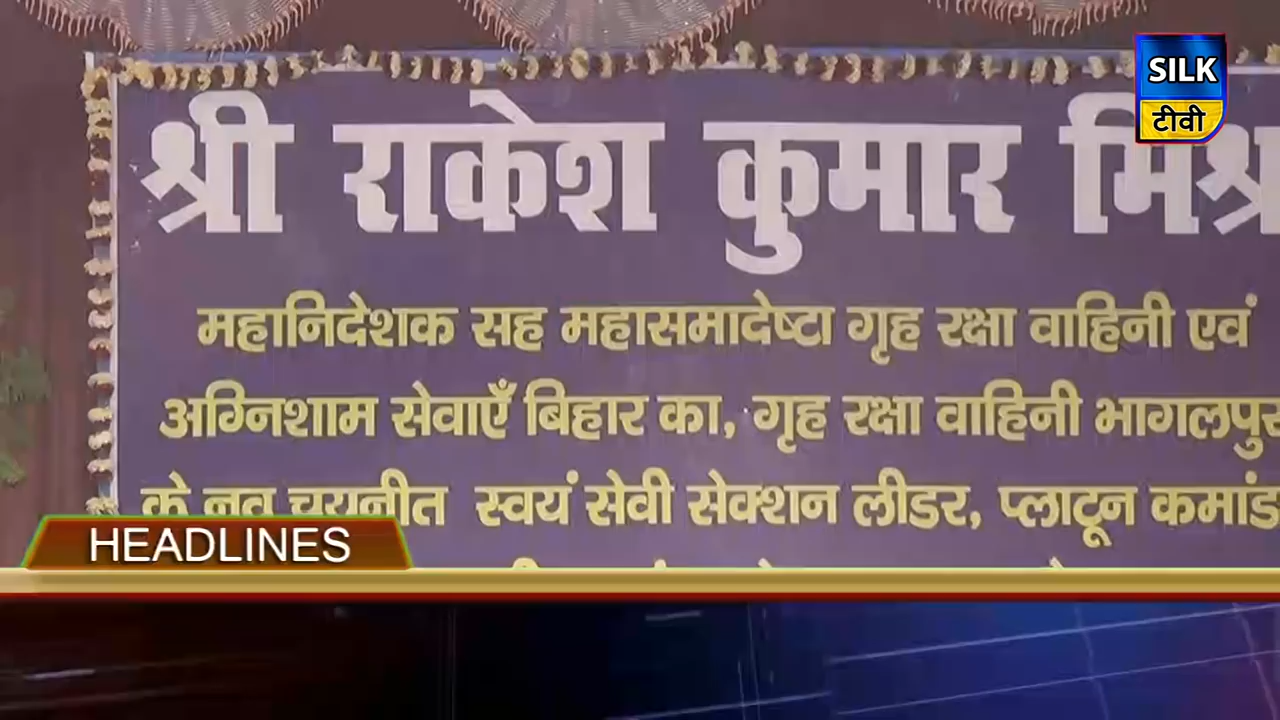 SILK
टीवी
श्री राकेश कुमार मिश्र
महानिदेशक सह महासमादेष्टा गृह रक्षा वाहिनी एवं
अग्निशाम सेवाएँ बिहार का, गृह रक्षा वाहिनी भागलपुर
के नव चयनीत स्वयं सेवी सेक्शन लीडर, प्लाटून कमांड
HEADLINES